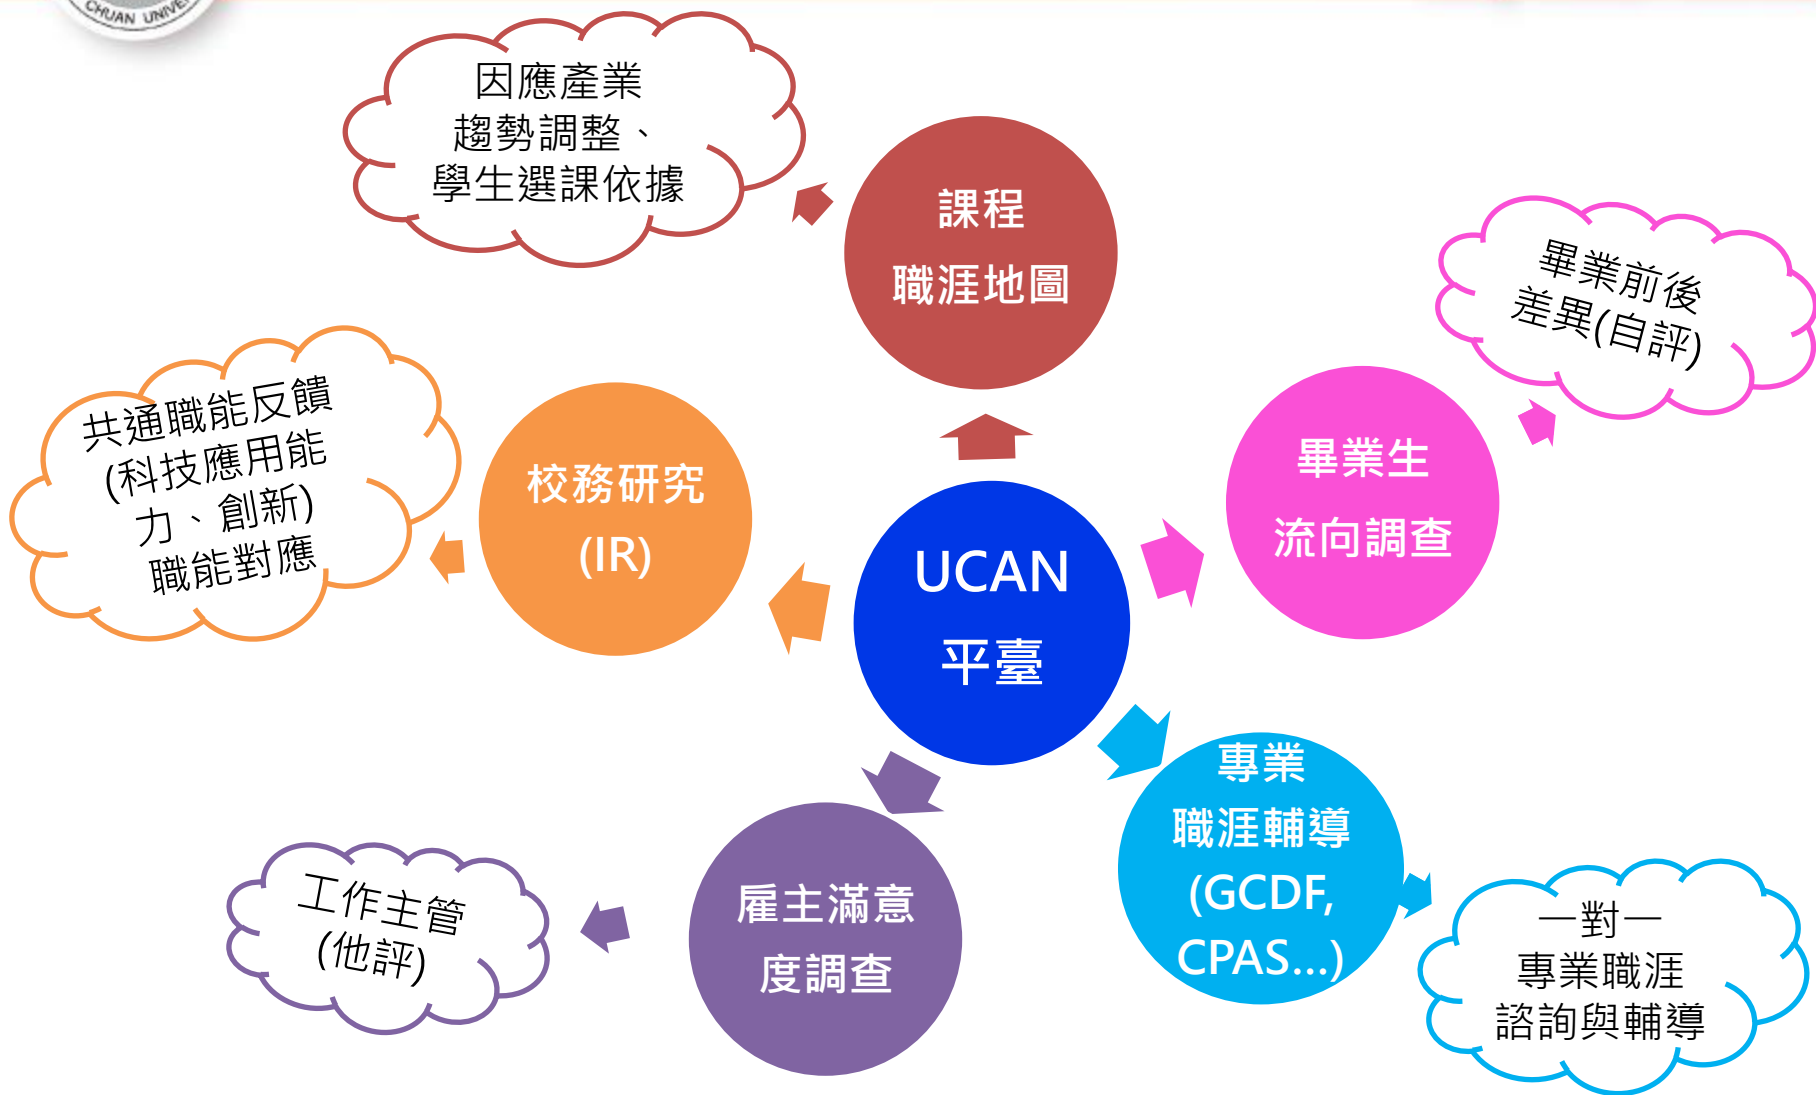 CHUAN UNIVE
因應產業
趨勢調整、
學生選課依據
課程
職涯地圖
畢業前後
差異(自評)
畢業生
流向調查
共通職能反饋
(科技應用能
力、創新)
職能對應
校務研究
(IR)
UCAN
平臺
專業
職涯輔導
(GCDF,
CPAS...)
一對一
專業職涯
諮詢與輔導
雇主滿意
度調查
工作主管
(他評)